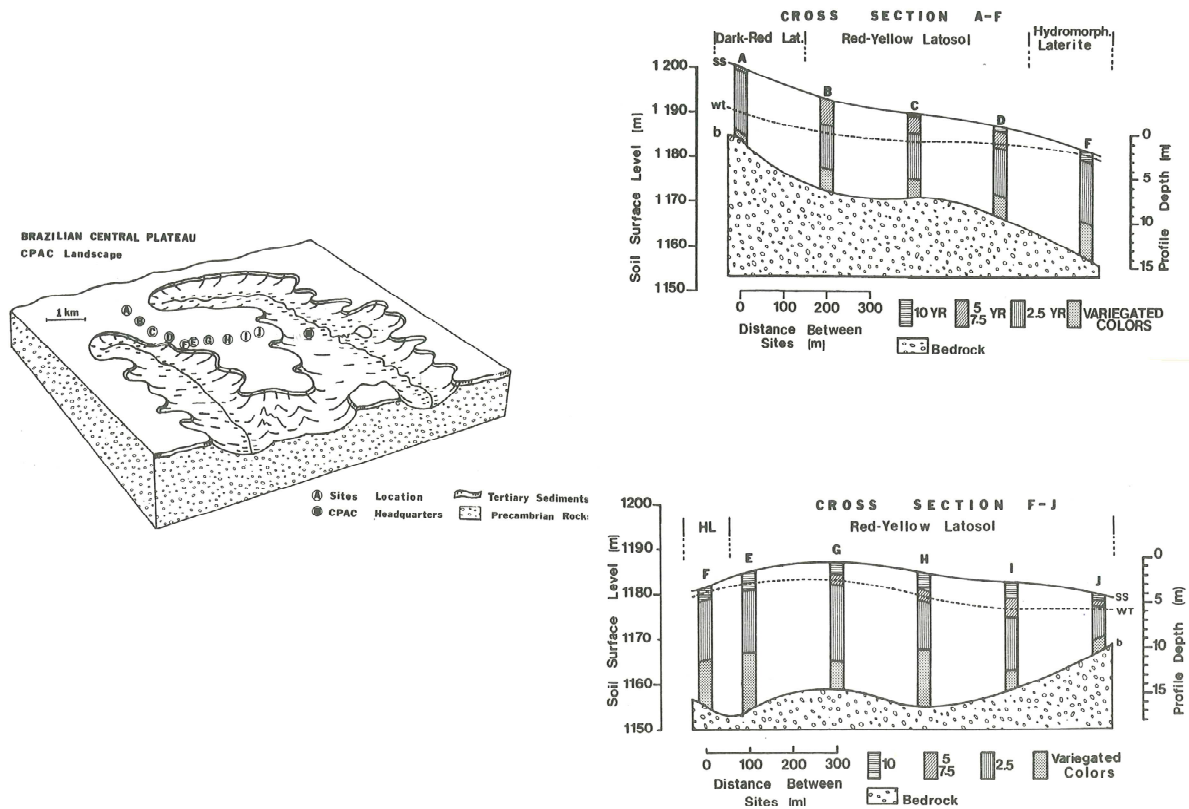 BRAZILIAN CENTRAL PLATEAU
CPAC Landscape
1 km
A
B
C
D
F E G H I J
Ⓐ Sites Location
CPAC Headquarters
Tertiary Sediments
Precambrian Rocks
CROSS SECTION A-F
Dark-Red Lat.
Red-Yellow Latosol
Hydromorph.
Laterite
Soil Surface Level [m]
1 200
1 190
1 180
1 170
1160
1150
ss
wt
b
A
B
C
D
F
0
5
10
15
Profile Depth [m]
0 100 200 300
Distance Between
Sites [m]
10 YR
5
7.5 YR
2.5 YR
VARIEGATED
COLORS
Bedrock
CROSS SECTION F-J
HL
Red-Yellow Latosol
Soil Surface Level [m]
1200
1190
1180
1170
1160
1150
F
E
G
H
I
J
SS
WT
b
0
5
10
15
Profile Depth (m)
0 100 200 300
Distance Between
Sites [m]
10
5
7.5
2.5
Variegated
Colors
Bedrock